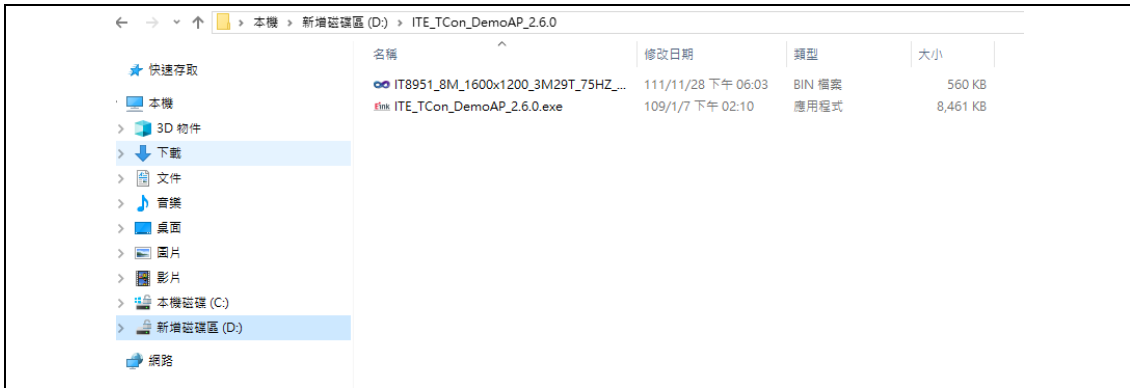 本機 › 新增磁碟區 (D:) › ITE_TCon_DemoAP_2.6.0
名稱 修改日期 類型 大小
快速存取
IT8951_8M_1600x1200_3M29T_75HZ_... 111/11/28 下午 06:03 BIN 檔案 560 KB
本機
Eink ITE_TCon_DemoAP_2.6.0.exe 109/1/7 下午 02:10 應用程式 8,461 KB
3D 物件
下載
文件
音樂
桌面
圖片
影片
本機磁碟 (C:)
新增磁碟區 (D:)
網路